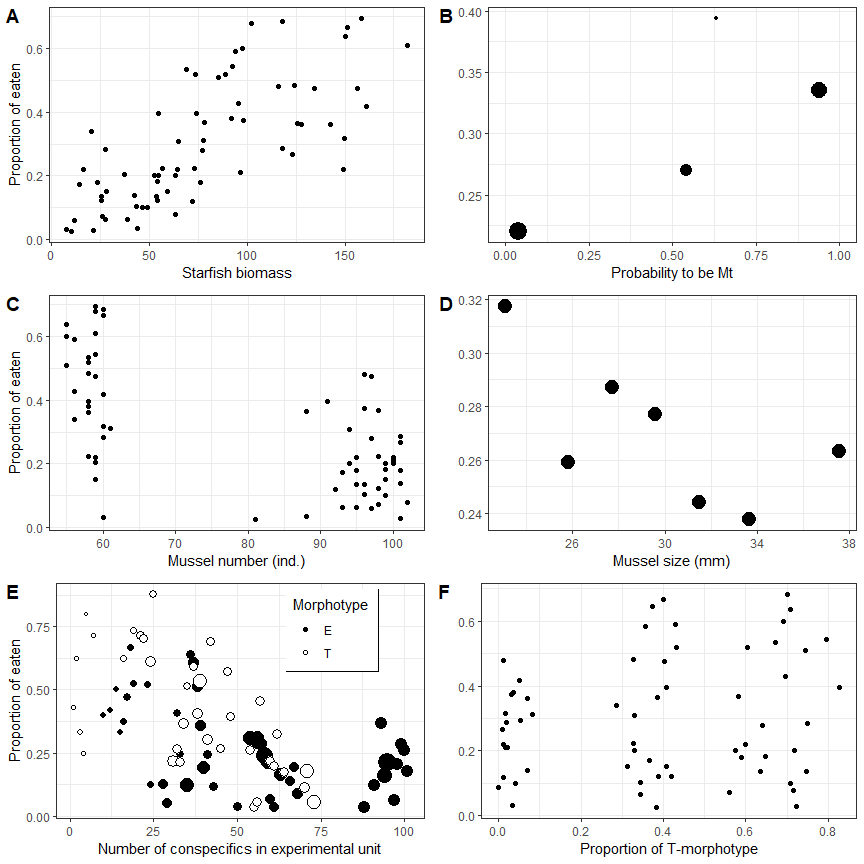 A
Proportion of eaten
0.6
0.4
0.2
0.0
0
50
100
150
Starfish biomass
B
0.40
0.35
0.30
0.25
0.00
0.25
0.50
0.75
1.00
Probability to be Mt
C
Proportion of eaten
0.6
0.4
0.2
0.0
60
70
80
90
100
Mussel number (ind.)
D
0.32
0.30
0.28
0.26
0.24
26
30
34
38
Mussel size (mm)
E
Proportion of eaten
0.75
0.50
0.25
0.00
Morphotype
E
T
0
25
50
75
100
Number of conspecifics in experimental unit
F
0.6
0.4
0.2
0.0
0.0
0.2
0.4
0.6
0.8
Proportion of T-morphotype